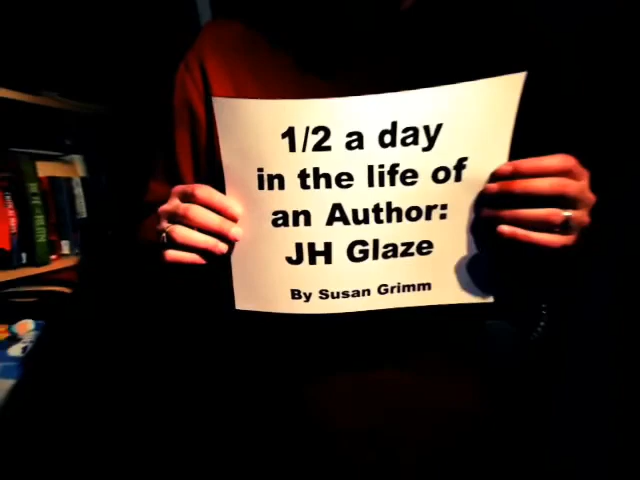 1/2 a day
in the life of
an Author:
JH Glaze
By Susan Grimm